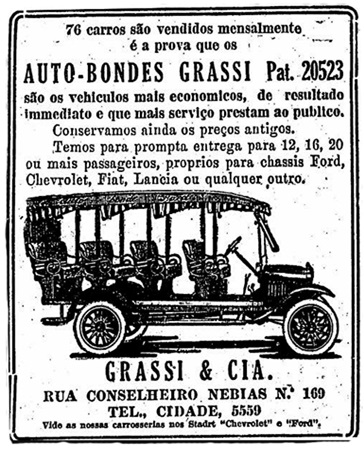 76 carros são vendidos mensalmente
é a prova que os
AUTO-BONDES GRASSI Pat. 20523
são os vehiculos mais economicos, de resultado
immediato e que mais serviço prestam ao publico.
Conservamos ainda os preços antigos.
Temos para prompta entrega para 12, 16, 20
ou mais passageiros, proprios para chassis Ford,
Chevrolet, Fiat, Lancia ou qualquer outro.
GRASSI & CIA.
RUA CONSELHEIRO NEBIAS N.º 169
TEL., CIDADE, 5559
Vide as nossas carrosserias nos Stadrt "Chevrolet" e "Ford".